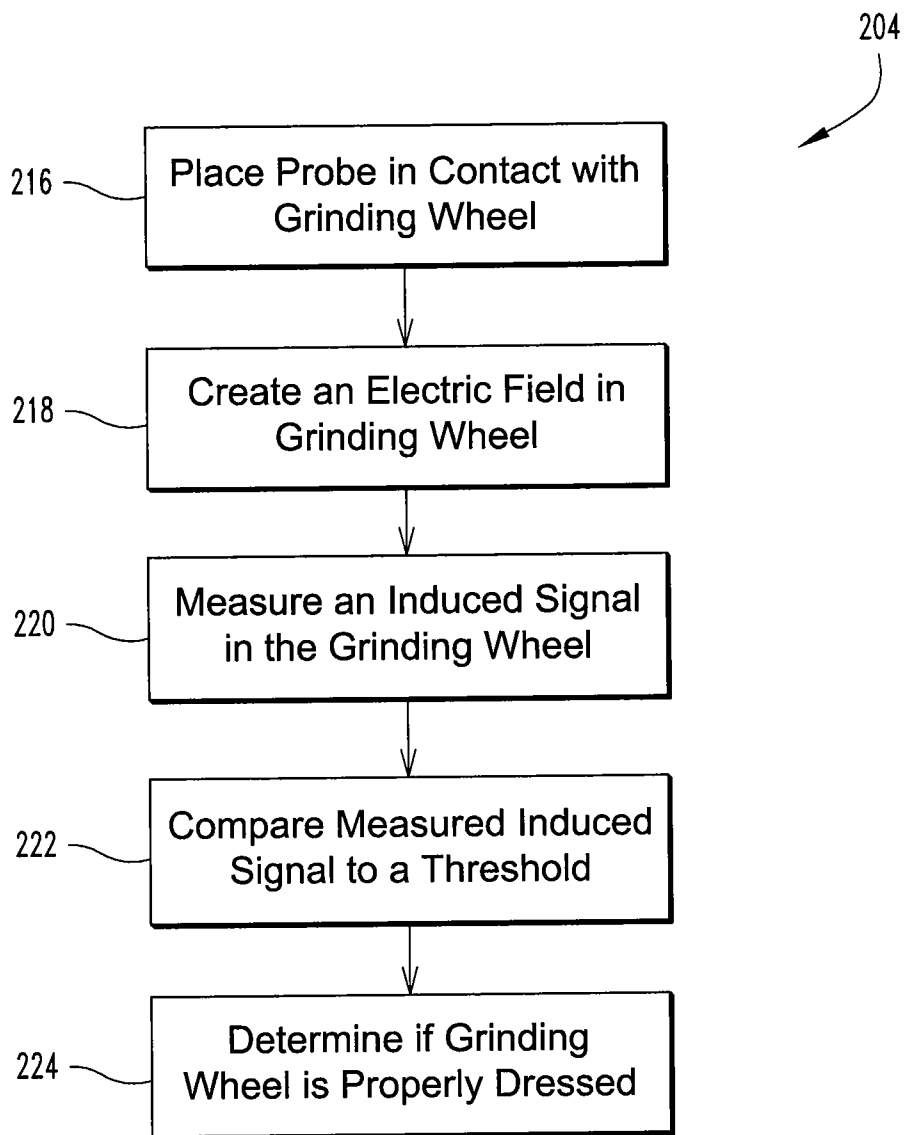 204
216
Place Probe in Contact with
Grinding Wheel
218
Create an Electric Field in
Grinding Wheel
220
Measure an Induced Signal
in the Grinding Wheel
222
Compare Measured Induced
Signal to a Threshold
224
Determine if Grinding
Wheel is Properly Dressed